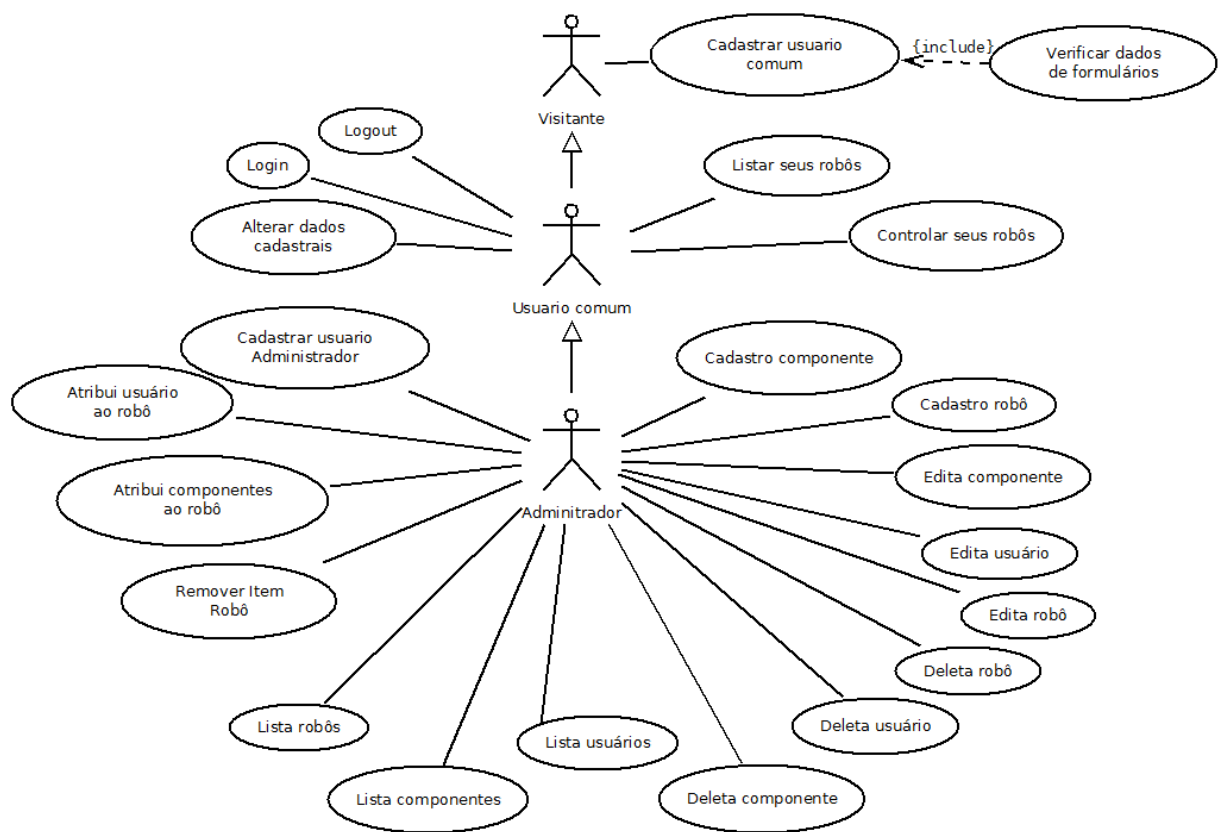 Cadastrar usuario
comum
{include}
Verificar dados
de formulários
Visitante
Logout
Login
Alterar dados
cadastrais
Listar seus robôs
Controlar seus robôs
Usuario comum
Cadastrar usuario
Administrador
Atribui usuário
ao robô
Atribui componentes
ao robô
Remover Item
Robô
Adminitrador
Cadastro componente
Cadastro robô
Edita componente
Edita usuário
Edita robô
Deleta robô
Deleta usuário
Lista robôs
Lista usuários
Lista componentes
Deleta componente